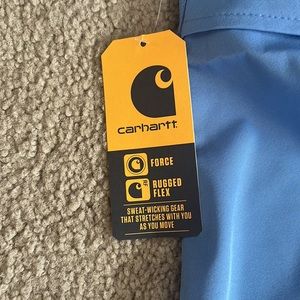 carhartt
FORCE
RUGGED
FLEX
SWEAT-WICKING GEAR
THAT STRETCHES WITH YOU
AS YOU MOVE